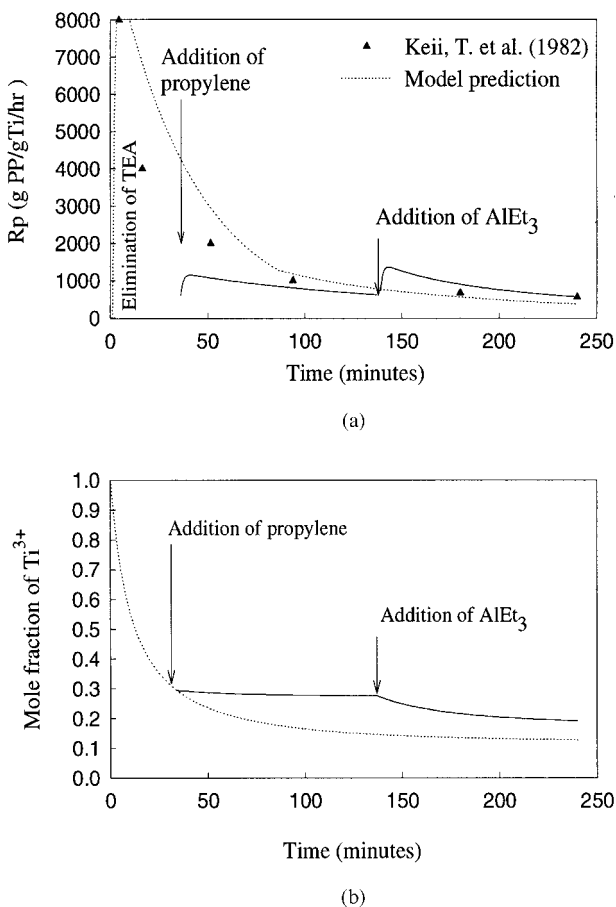 8000
7000
6000
5000
4000
3000
2000
1000
0
Rp (g PP/gTi/hr)
Elimination of TEA
Addition of
propylene
Keii, T. et al. (1982)
Model prediction
Addition of AlEt3
0 50 100 150 200 250
Time (minutes)
(a)
1.0
0.9
0.8
0.7
0.6
0.5
0.4
0.3
0.2
0.1
0.0
Mole fraction of Ti3+
Addition of propylene
Addition of AlEt3
0 50 100 150 200 250
Time (minutes)
(b)